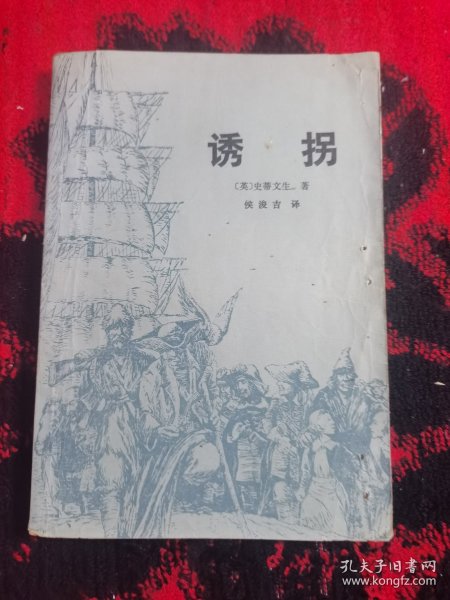 诱拐
〔英〕史蒂文生 著
侯浚吉 译
孔夫子旧书网
www.kongfz.com